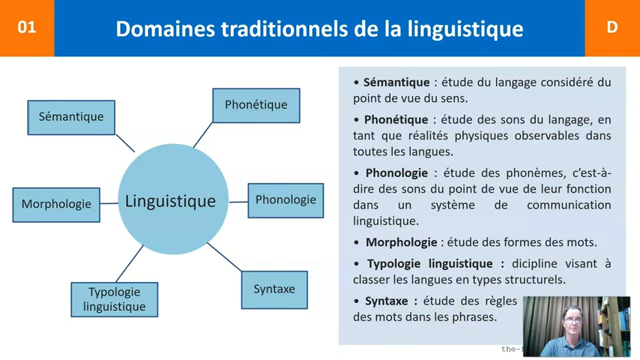 01
Domaines traditionnels de la linguistique
D
Sémantique
Phonétique
Morphologie
Linguistique
Phonologie
Typologie
linguistique
Syntaxe
• Sémantique : étude du langage considéré du
point de vue du sens.
• Phonétique : étude des sons du langage, en
tant que réalités physiques observables dans
toutes les langues.
• Phonologie : étude des phonèmes, c'est-à-
dire des sons du point de vue de leur fonction
dans un système de communication
linguistique.
• Morphologie : étude des formes des mots.
• Typologie linguistique : dicipline visant à
classer les langues en types structurels.
• Syntaxe : étude des règles
des mots dans les phrases.